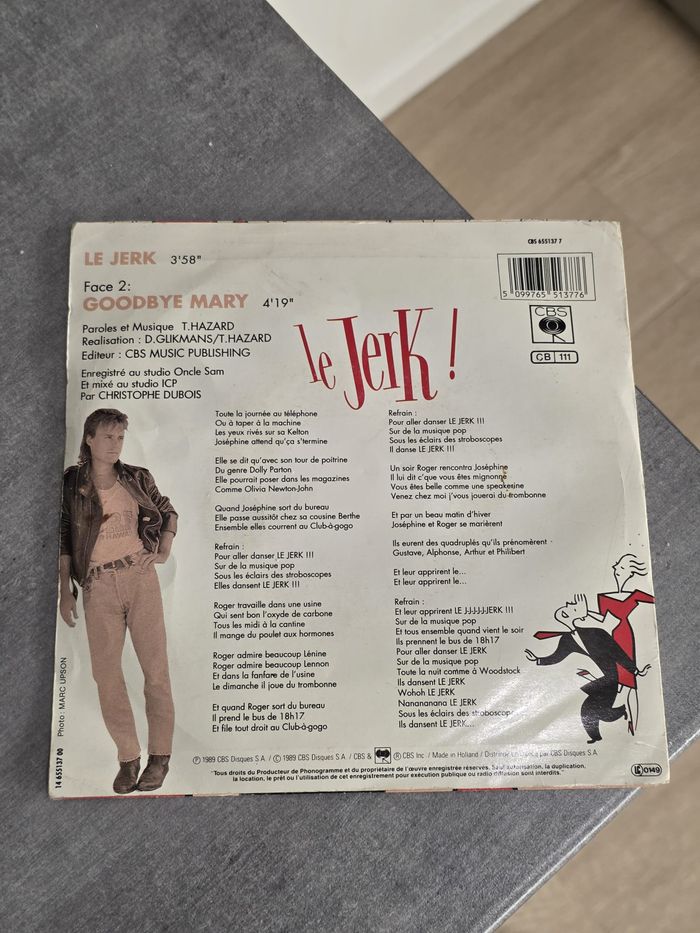 CBS 655137 7
LE JERK 3'58"
Face 2:
GOODBYE MARY 4'19"
5 099765 513776
CBS
CB 111
Paroles et Musique T.HAZARD
Realisation : D.GLIKMANS/T.HAZARD
Editeur : CBS MUSIC PUBLISHING
Enregistré au studio Oncle Sam
Et mixé au studio ICP
Par CHRISTOPHE DUBOIS
le JerK !
Toute la journée au téléphone
Ou à taper à la machine
Les yeux rivés sur sa Kelton
Joséphine attend qu'ça s'termine
Elle se dit qu'avec son tour de poitrine
Du genre Dolly Parton
Elle pourrait poser dans les magazines
Comme Olivia Newton-John
Quand Joséphine sort du bureau
Elle passe aussitôt chez sa cousine Berthe
Ensemble elles courrent au Club-à-gogo
Refrain :
Pour aller danser LE JERK !!!
Sur de la musique pop
Sous les éclairs des stroboscopes
Elles dansent LE JERK !!!
Roger travaille dans une usine
Qui sent bon l'oxyde de carbone
Tous les midi à la cantine
Il mange du poulet aux hormones
Roger admire beaucoup Lénine
Roger admire beaucoup Lennon
Et dans la fanfare de l'usine
Le dimanche il joue du trombonne
Et quand Roger sort du bureau
Il prend le bus de 18h17
Et file tout droit au Club-à-gogo
Refrain :
Pour aller danser LE JERK !!!
Sur de la musique pop
Sous les éclairs des stroboscopes
Il danse LE JERK !!!
Un soir Roger rencontra Joséphine
Il lui dit c'que vous êtes mignonne
Vous êtes belle comme une speakerine
Venez chez moi j'vous jouerai du trombonne
Et par un beau matin d'hiver
Joséphine et Roger se marièrent
Ils eurent des quadruplés qu'ils prénomèrent
Gustave, Alphonse, Arthur et Philibert
Et leur apprirent le...
Et leur apprirent le...
Refrain :
Et leur apprirent LE J-J-J-J-J-JERK !!!
Sur de la musique pop
Et tous ensemble quand vient le soir
Ils prennent le bus de 18h17
Pour aller danser LE JERK
Sur de la musique pop
Toute la nuit comme à Woodstock
Ils dansent LE JERK
Wohoh LE JERK
Nananananana LE JERK
Sous les éclairs des stroboscopes
Ils dansent LE JERK...
14 655137 00
Photo : MARC UPSON
Ⓟ 1989 CBS Disques S.A. / Ⓒ 1989 CBS Disques S.A. / CBS & ® CBS Inc. / Made in Holland / Distribué en France par CBS Disques S.A.
"Tous droits du Producteur de Phonogramme et du propriétaire de l'œuvre enregistrée réservés. Sauf autorisation, la duplication,
la location, le prêt ou l'utilisation de cet enregistrement pour exécution publique ou radio diffusion sont interdits."
0149